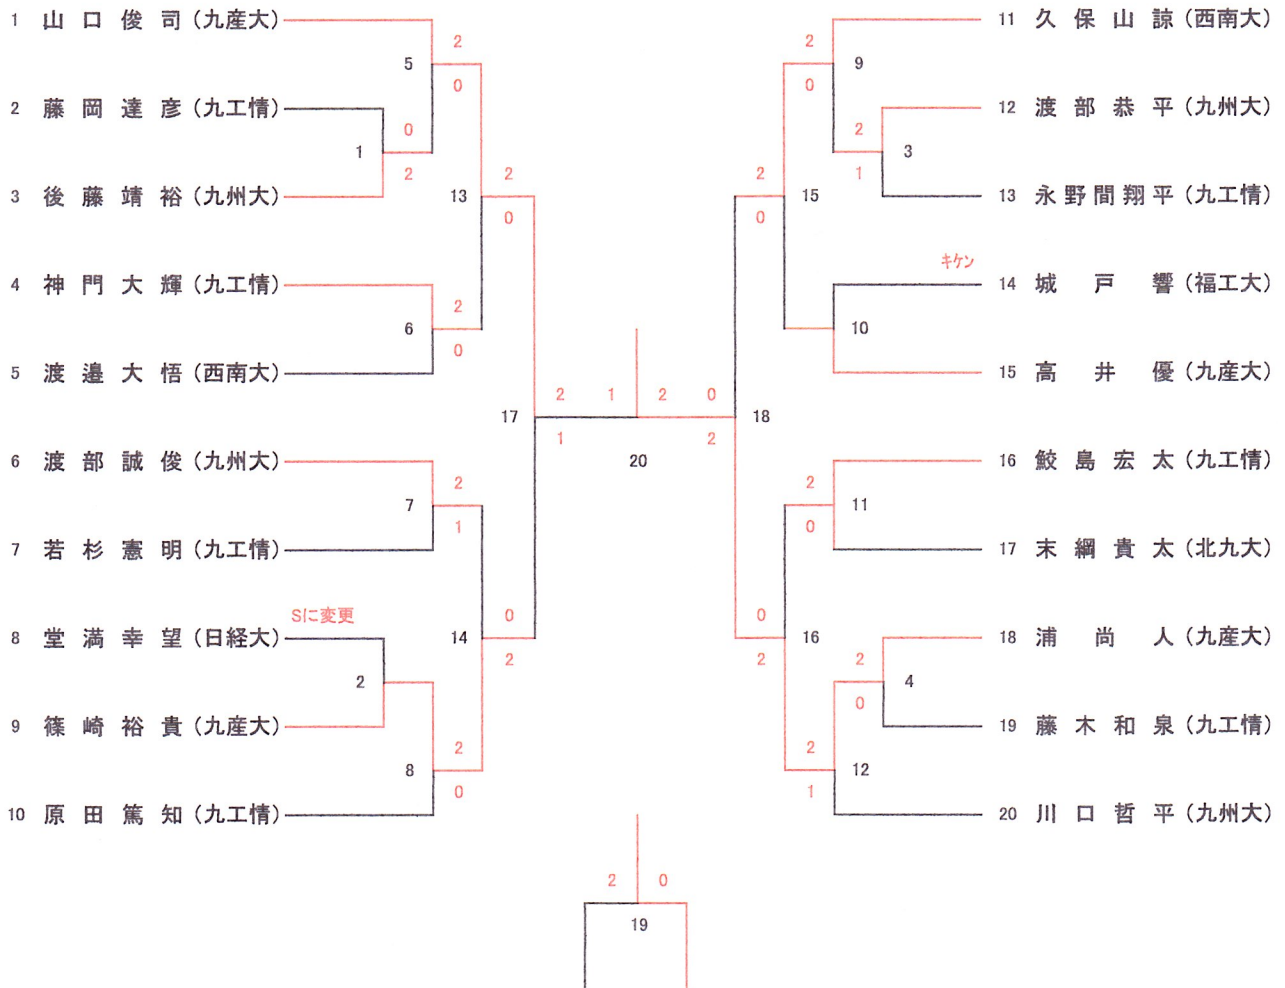 1 山口俊司(九産大)
2 藤岡達彦(九工情)
3 後藤靖裕(九州大)
4 神門大輝(九工情)
5 渡邉大悟(西南大)
6 渡部誠俊(九州大)
7 若杉憲明(九工情)
Sに変更
8 堂満幸望(日経大)
9 篠崎裕貴(九産大)
10 原田篤知(九工情)
5
2
0
1
0
2
13
2
0
6
2
0
17
2
1
7
2
1
14
0
2
2
8
2
0
1 2
20
0
2
18
2
0
15
2
0
9
2
1
3
10
0
2
16
2
0
11
2
0
4
2
1
12
11 久保山諒(西南大)
12 渡部恭平(九州大)
13 永野間翔平(九工情)
キケン
14 城戸響(福工大)
15 高井優(九産大)
16 鮫島宏太(九工情)
17 末綱貴太(北九大)
18 浦尚人(九産大)
19 藤木和泉(九工情)
20 川口哲平(九州大)
2 0
19